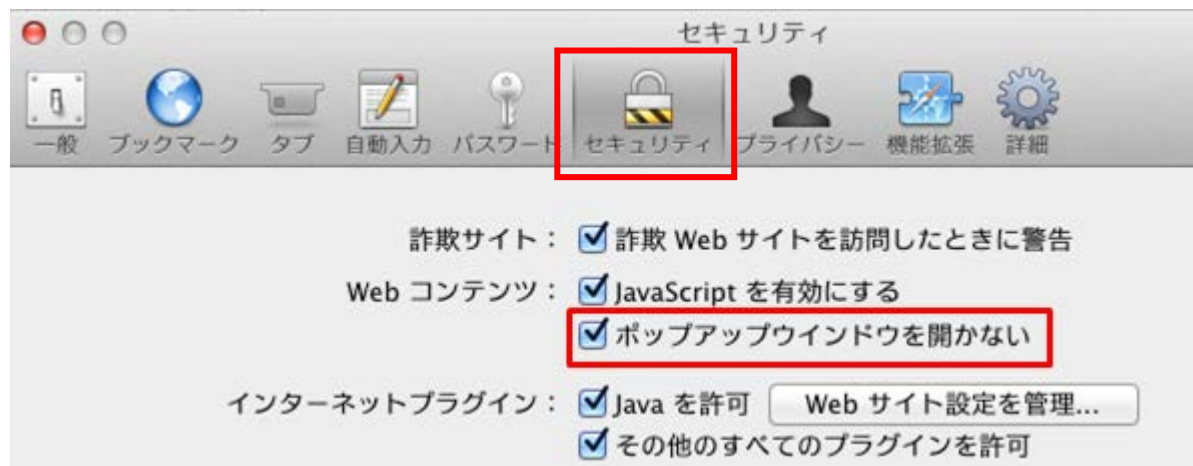 セキュリティ
一般 ブックマーク タブ 自動入力 パスワード セキュリティ プライバシー 機能拡張 詳細
詐欺サイト： 詐欺 Web サイトを訪問したときに警告
Web コンテンツ： JavaScript を有効にする
ポップアップウインドウを開かない
インターネットプラグイン： Java を許可 Web サイト設定を管理...
その他のすべてのプラグインを許可